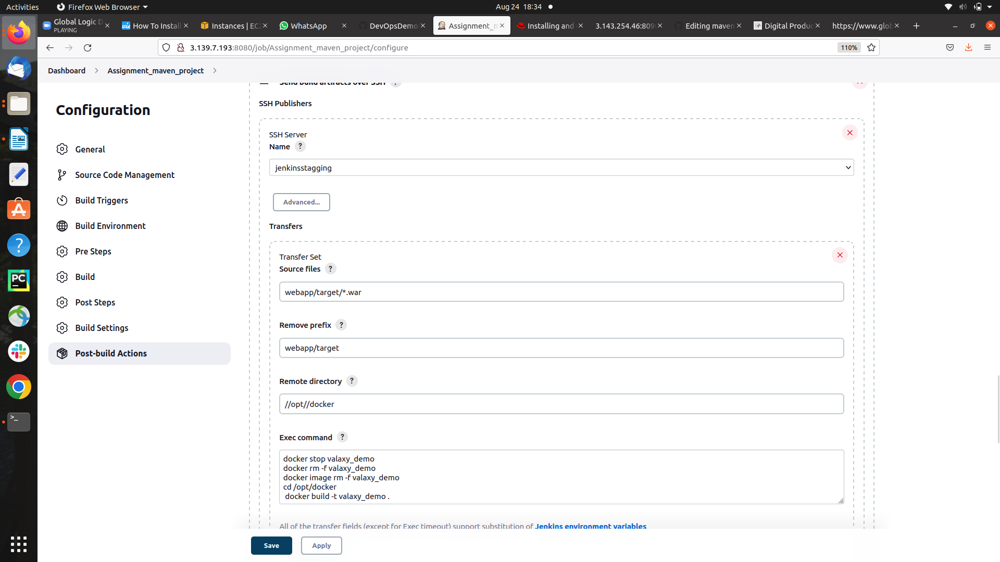 Activities
Firefox Web Browser
Aug 24 18:34
Global Logic D
PLAYING
How To Install
Instances | EC2
WhatsApp
DevOpsDemo
Assignment_m
Installing and
3.143.254.46:809
Editing maven
Digital Produc
https://www.glob
3.139.7.193:8080/job/Assignment_maven_project/configure
110%
Dashboard
Assignment_maven_project
Send build artifacts over SSH ?
Configuration
General
Source Code Management
Build Triggers
Build Environment
Pre Steps
Build
Post Steps
Build Settings
Post-build Actions
SSH Publishers
SSH Server
Name ?
jenkinsstagging
Advanced...
Transfers
Transfer Set
Source files ?
webapp/target/*.war
Remove prefix ?
webapp/target
Remote directory ?
//opt//docker
Exec command ?
docker stop valaxy_demo
docker rm -f valaxy_demo
docker image rm -f valaxy_demo
cd /opt/docker
docker build -t valaxy_demo .
All of the transfer fields (except for Exec timeout) support substitution of Jenkins environment variables
Save
Apply